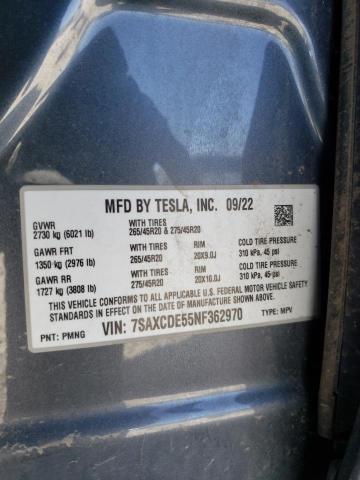 MFD BY TESLA, INC. 09/22
GVWR WITH TIRES
2730 kg (6021 lb) 265/45R20 & 275/45R20
GAWR FRT WITH TIRES RIM COLD TIRE PRESSURE
1350 kg (2976 lb) 265/45R20 20X9.0J 310 kPa, 45 psi
GAWR RR WITH TIRES RIM COLD TIRE PRESSURE
1727 kg (3808 lb) 275/45R20 20X10.0J 310 kPa, 45 psi
THIS VEHICLE CONFORMS TO ALL APPLICABLE U.S. FEDERAL MOTOR VEHICLE SAFETY
AND THEFT PREVENTION STANDARDS IN EFFECT ON THE DATE OF MANUFACTURE SHOWN ABOVE.
PNT: PMNG VIN: 7SAXCDE55NF362970 TYPE: MPV